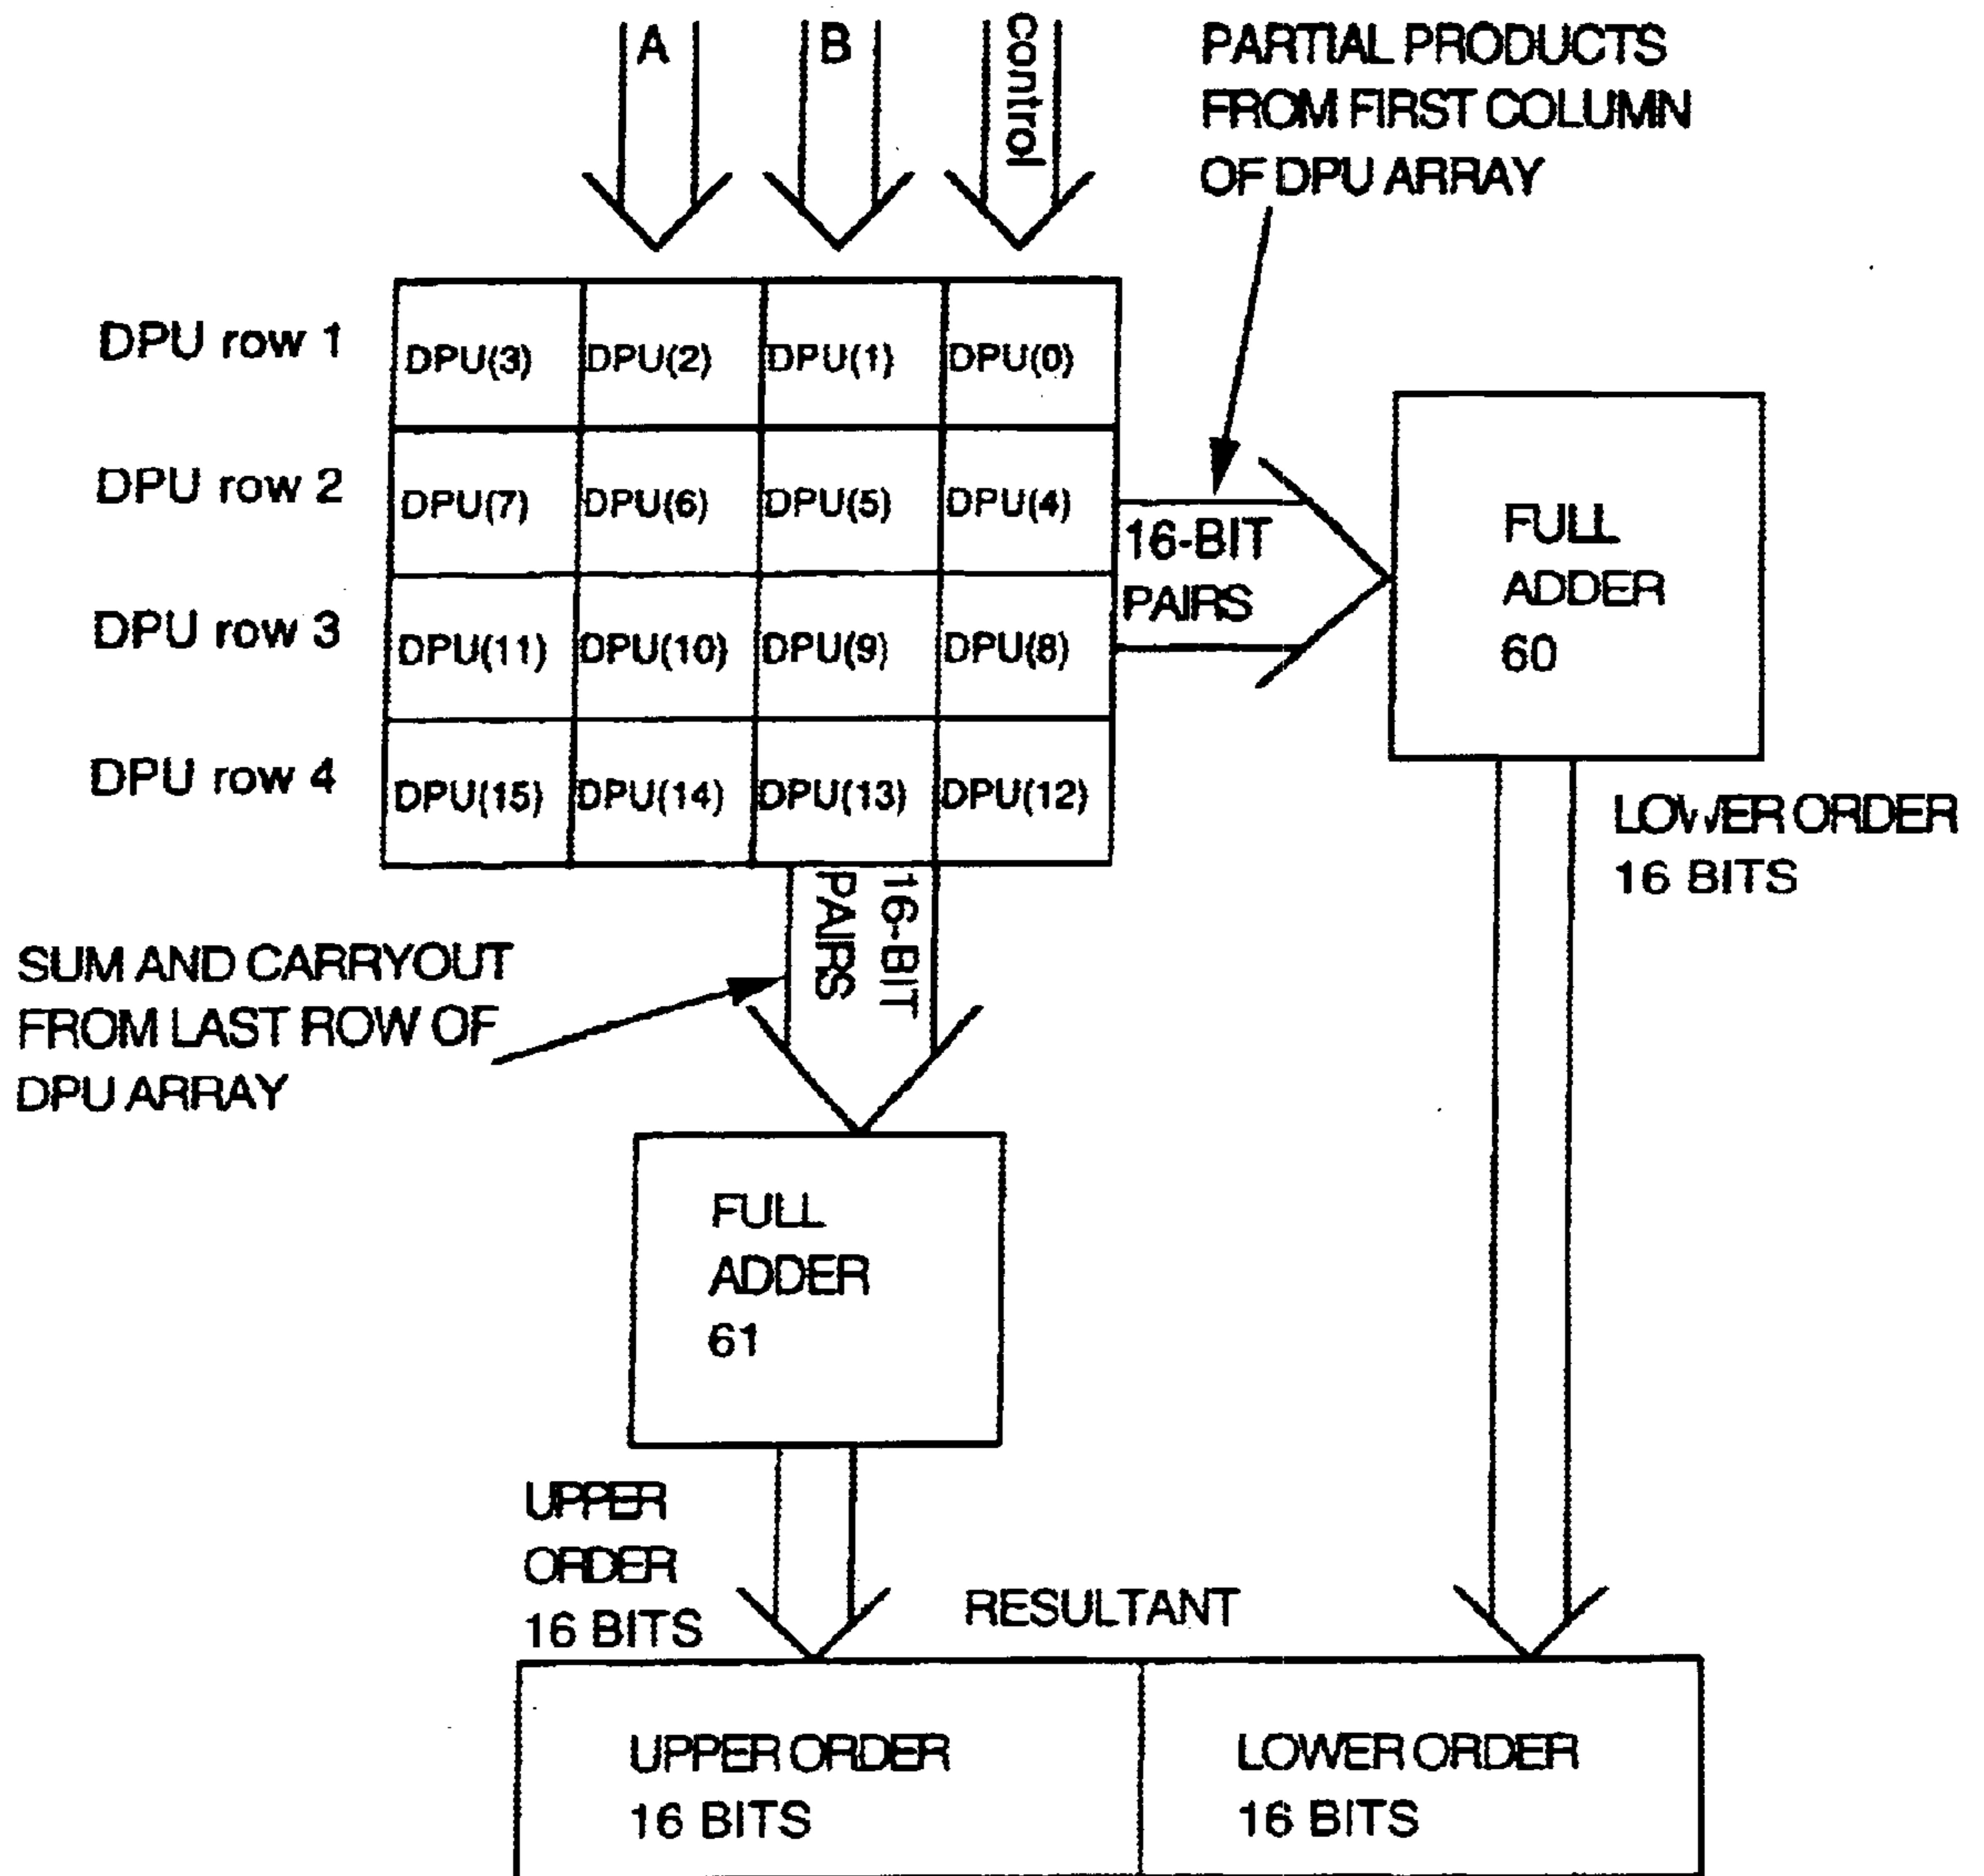 A
B
control
PARTIAL PRODUCTS
FROM FIRST COLUMN
OF DPU ARRAY
DPU row 1
DPU(3)
DPU(2)
DPU(1)
DPU(0)
DPU row 2
DPU(7)
DPU(6)
DPU(5)
DPU(4)
16-BIT
PAIRS
FULL
ADDER
60
DPU row 3
DPU(11)
DPU(10)
DPU(9)
DPU(8)
DPU row 4
DPU(15)
DPU(14)
DPU(13)
DPU(12)
LOWER ORDER
16 BITS
16-BIT
PAIRS
SUM AND CARRYOUT
FROM LAST ROW OF
DPU ARRAY
FULL
ADDER
61
UPPER
ORDER
16 BITS
RESULTANT
UPPER ORDER
16 BITS
LOWER ORDER
16 BITS